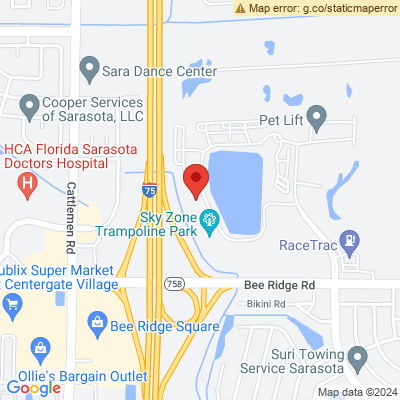 Map error: g.co/staticmaperror
Sara Dance Center
Cooper Services
of Sarasota, LLC
Pet Lift
HCA Florida Sarasota
Doctors Hospital
H
75
Cattlemen Rd
Sky Zone
Trampoline Park
RaceTrac
ublix Super Market
t Centergate Village
758
Bee Ridge Rd
Bikini Rd
Bee Ridge Square
Suri Towing
Service Sarasota
Ollie's Bargain Outlet
Google
Map data ©2024